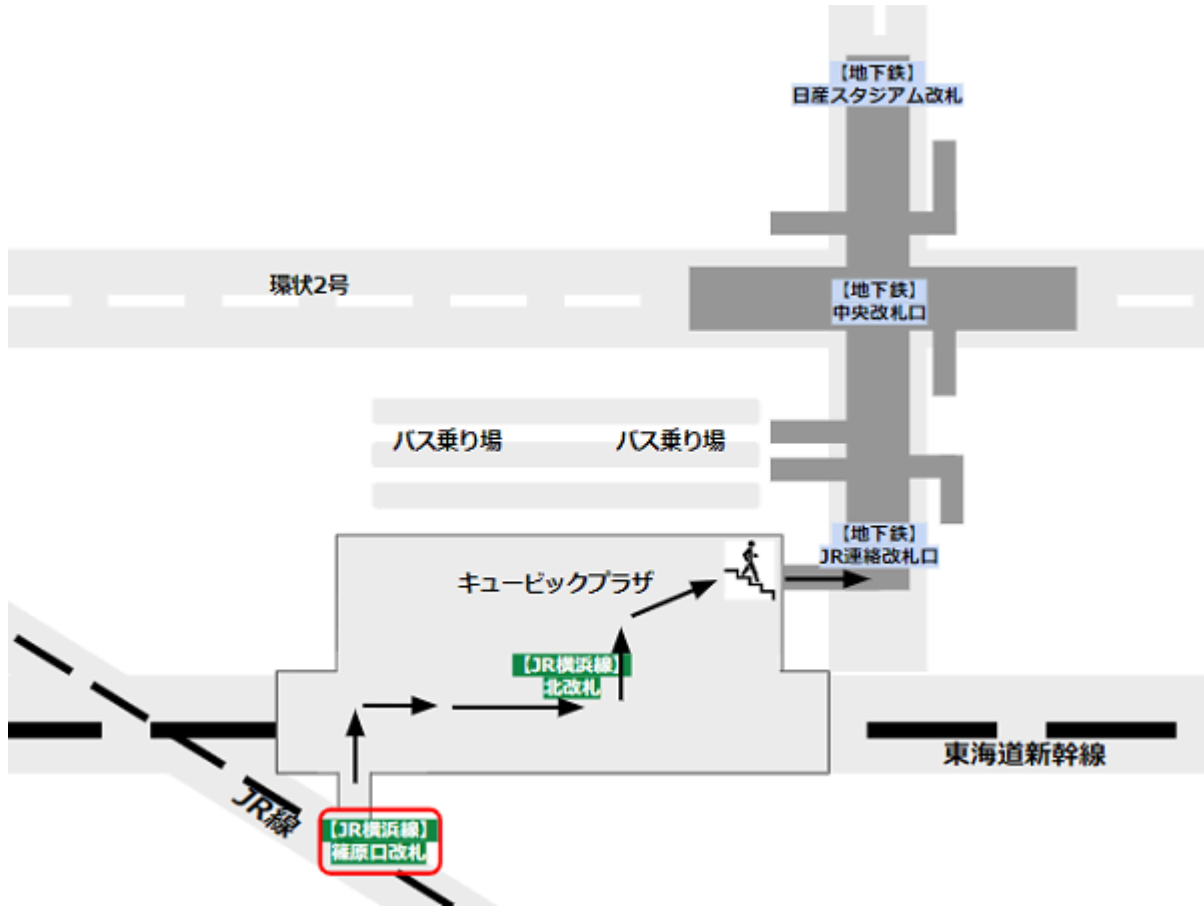 【地下鉄】
日産スタジアム改札
環状2号
【地下鉄】
中央改札口
バス乗り場
バス乗り場
【地下鉄】
JR連絡改札口
キュービックプラザ
【JR横浜線】
北改札
東海道新幹線
JR線
【JR横浜線】
篠原口改札